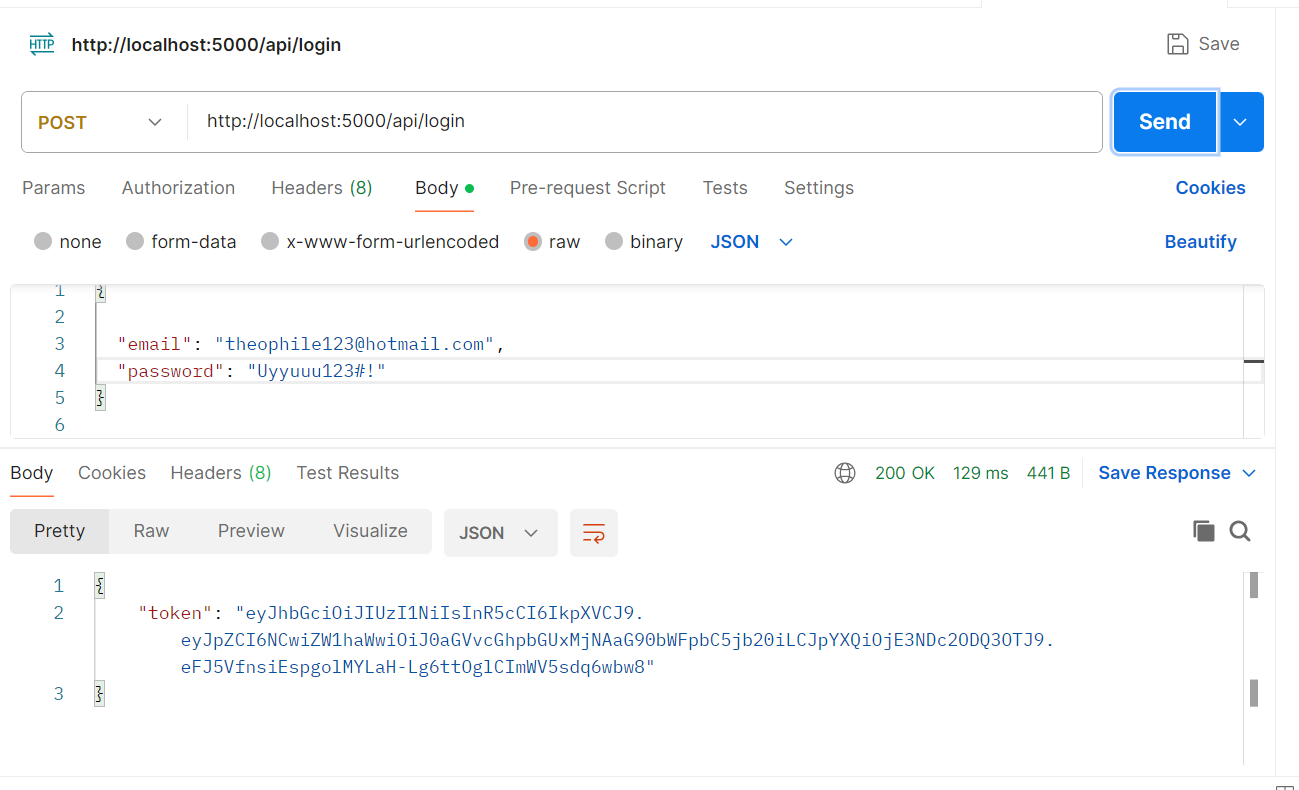 HTTP http://localhost:5000/api/login Save
POST http://localhost:5000/api/login Send
Params Authorization Headers (8) Body Pre-request Script Tests Settings Cookies
none form-data x-www-form-urlencoded raw binary JSON Beautify
1 {
2
3 "email": "theophile123@hotmail.com",
4 "password": "Uyyuuu123#!"
5 }
6
Body Cookies Headers (8) Test Results 200 OK 129 ms 441 B Save Response
Pretty Raw Preview Visualize JSON
1 {
2 "token": "eyJhbGciOiJIUzI1NiIsInR5cCI6IkpXVCJ9.
eyJpZCI6NCwiZW1haWwiOiJ0aGVvcGhpbGUxMjNAaG90bWFpbC5jb20iLCJpYXQiOjE3NDc2ODQ3OTJ9.
eFJ5VfnsiEspgolMYLaH-Lg6ttOglCImWV5sdq6wbw8"
3 }